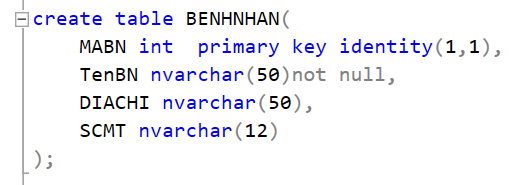 create table BENHNHAN(
MABN int  primary key identity(1,1),
TenBN nvarchar(50)not null,
DIACHI nvarchar(50),
SCMT nvarchar(12)
);